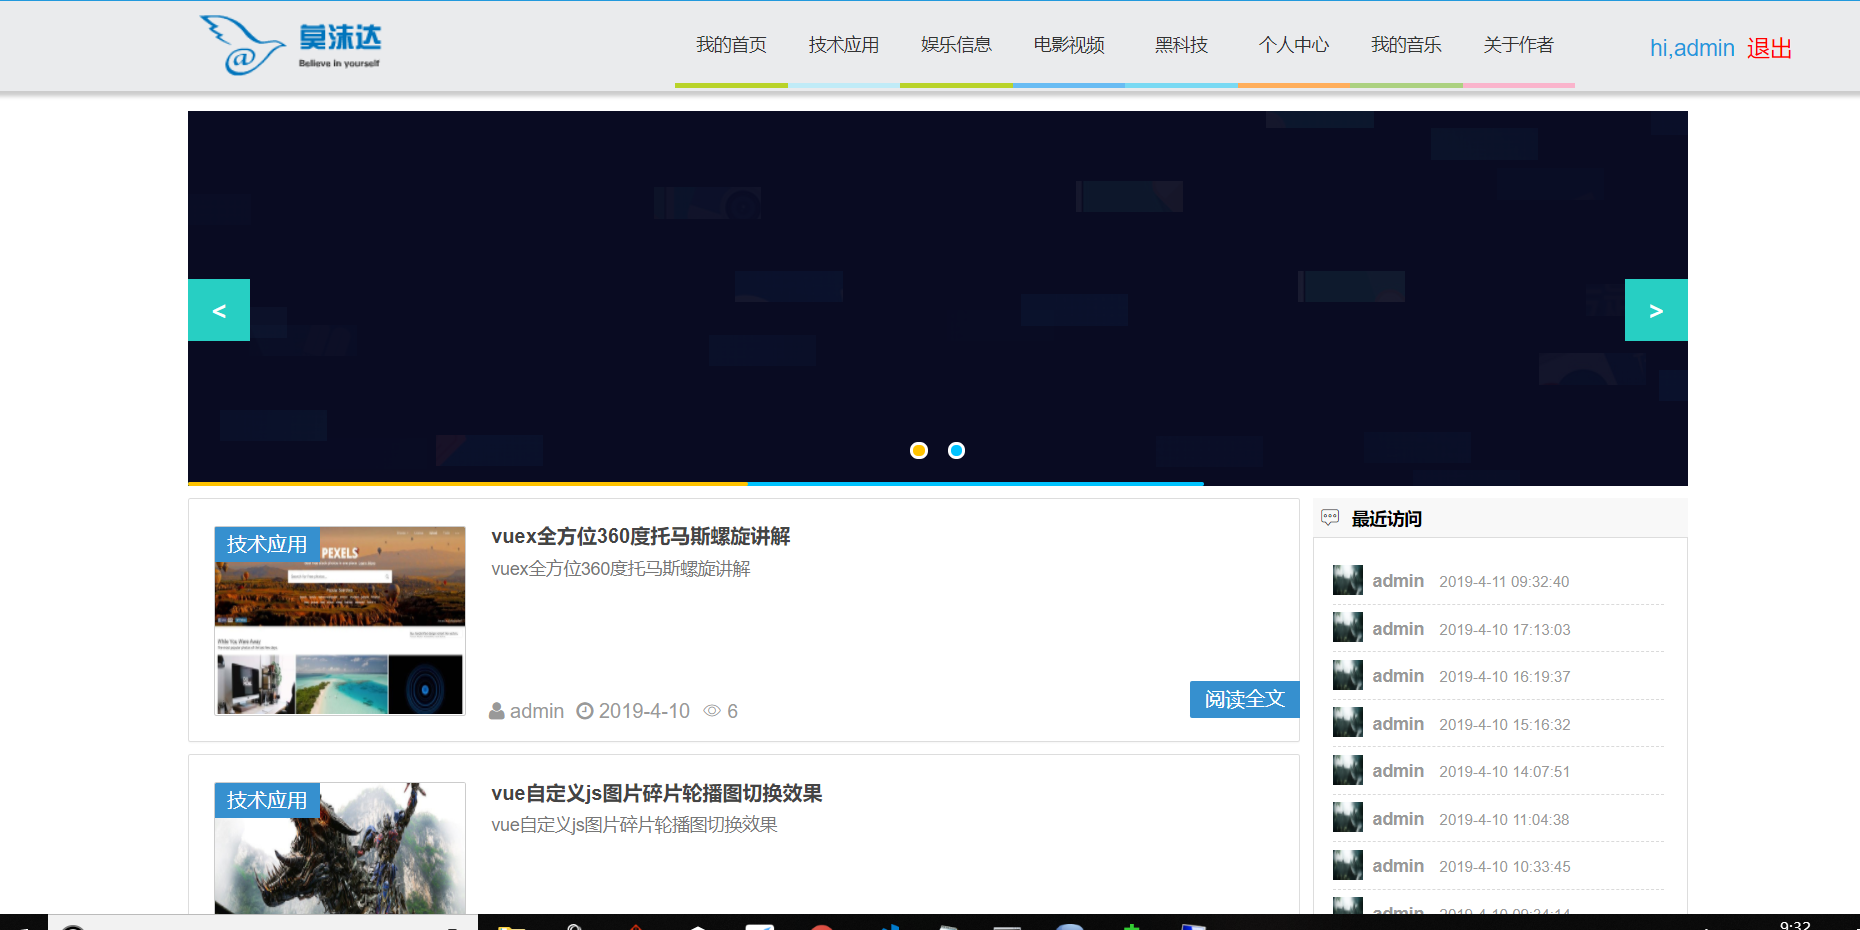 莫沫达
Believe in yourself
我的首页 技术应用 娱乐信息 电影视频 黑科技 个人中心 我的音乐 关于作者
hi,admin 退出
<
>
技术应用
PEXELS
vuex全方位360度托马斯螺旋讲解
vuex全方位360度托马斯螺旋讲解
admin 2019-4-10 6
阅读全文
技术应用
vue自定义js图片碎片轮播图切换效果
vue自定义js图片碎片轮播图切换效果
最近访问
admin 2019-4-11 09:32:40
admin 2019-4-10 17:13:03
admin 2019-4-10 16:19:37
admin 2019-4-10 15:16:32
admin 2019-4-10 14:07:51
admin 2019-4-10 11:04:38
admin 2019-4-10 10:33:45
admin 2019-4-10 09:34:14
9:32